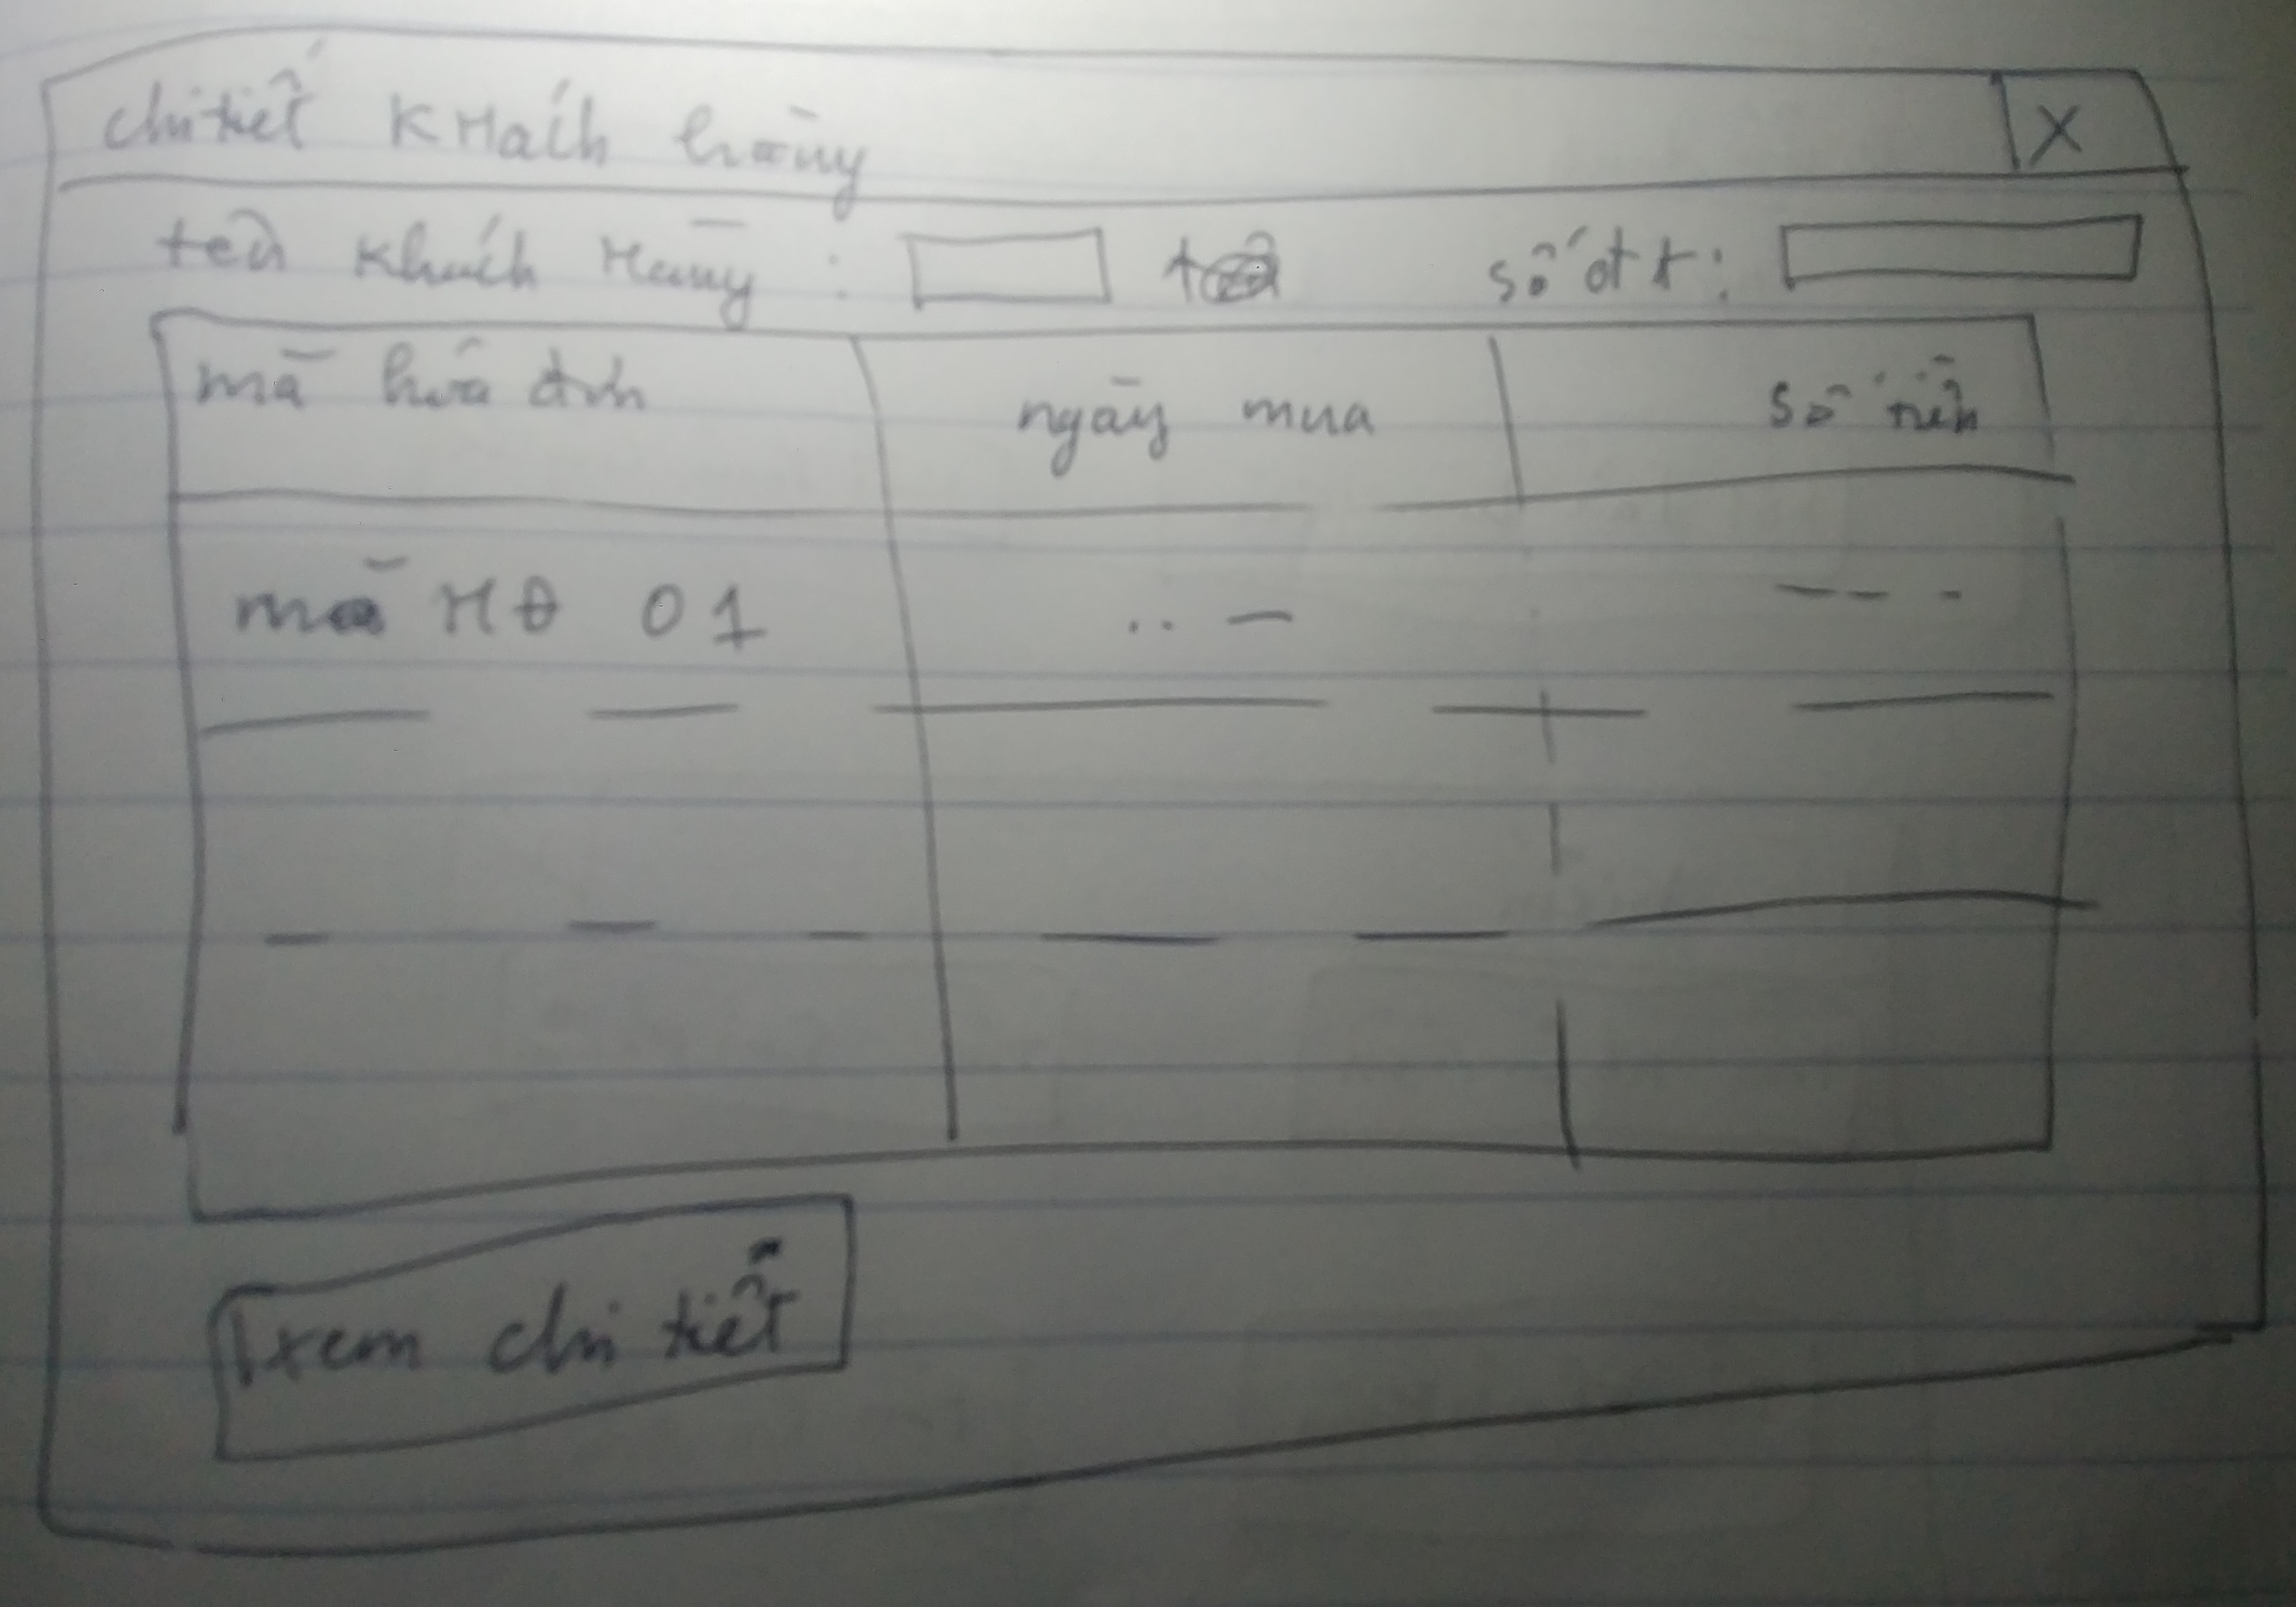 chi tiết KHách hàng X
tên khách Hàng : số đt :
mã hóa đơn ngày mua số tiền
mã HĐ 01
xem chi tiết